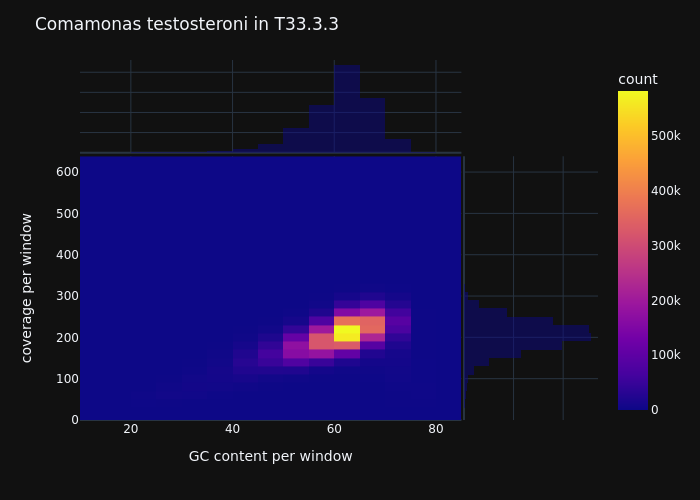 Comamonas testosteroni in T33.3.3
count
500k
400k
300k
200k
100k
0
600
500
400
300
200
100
0
coverage per window
20 40 60 80
GC content per window